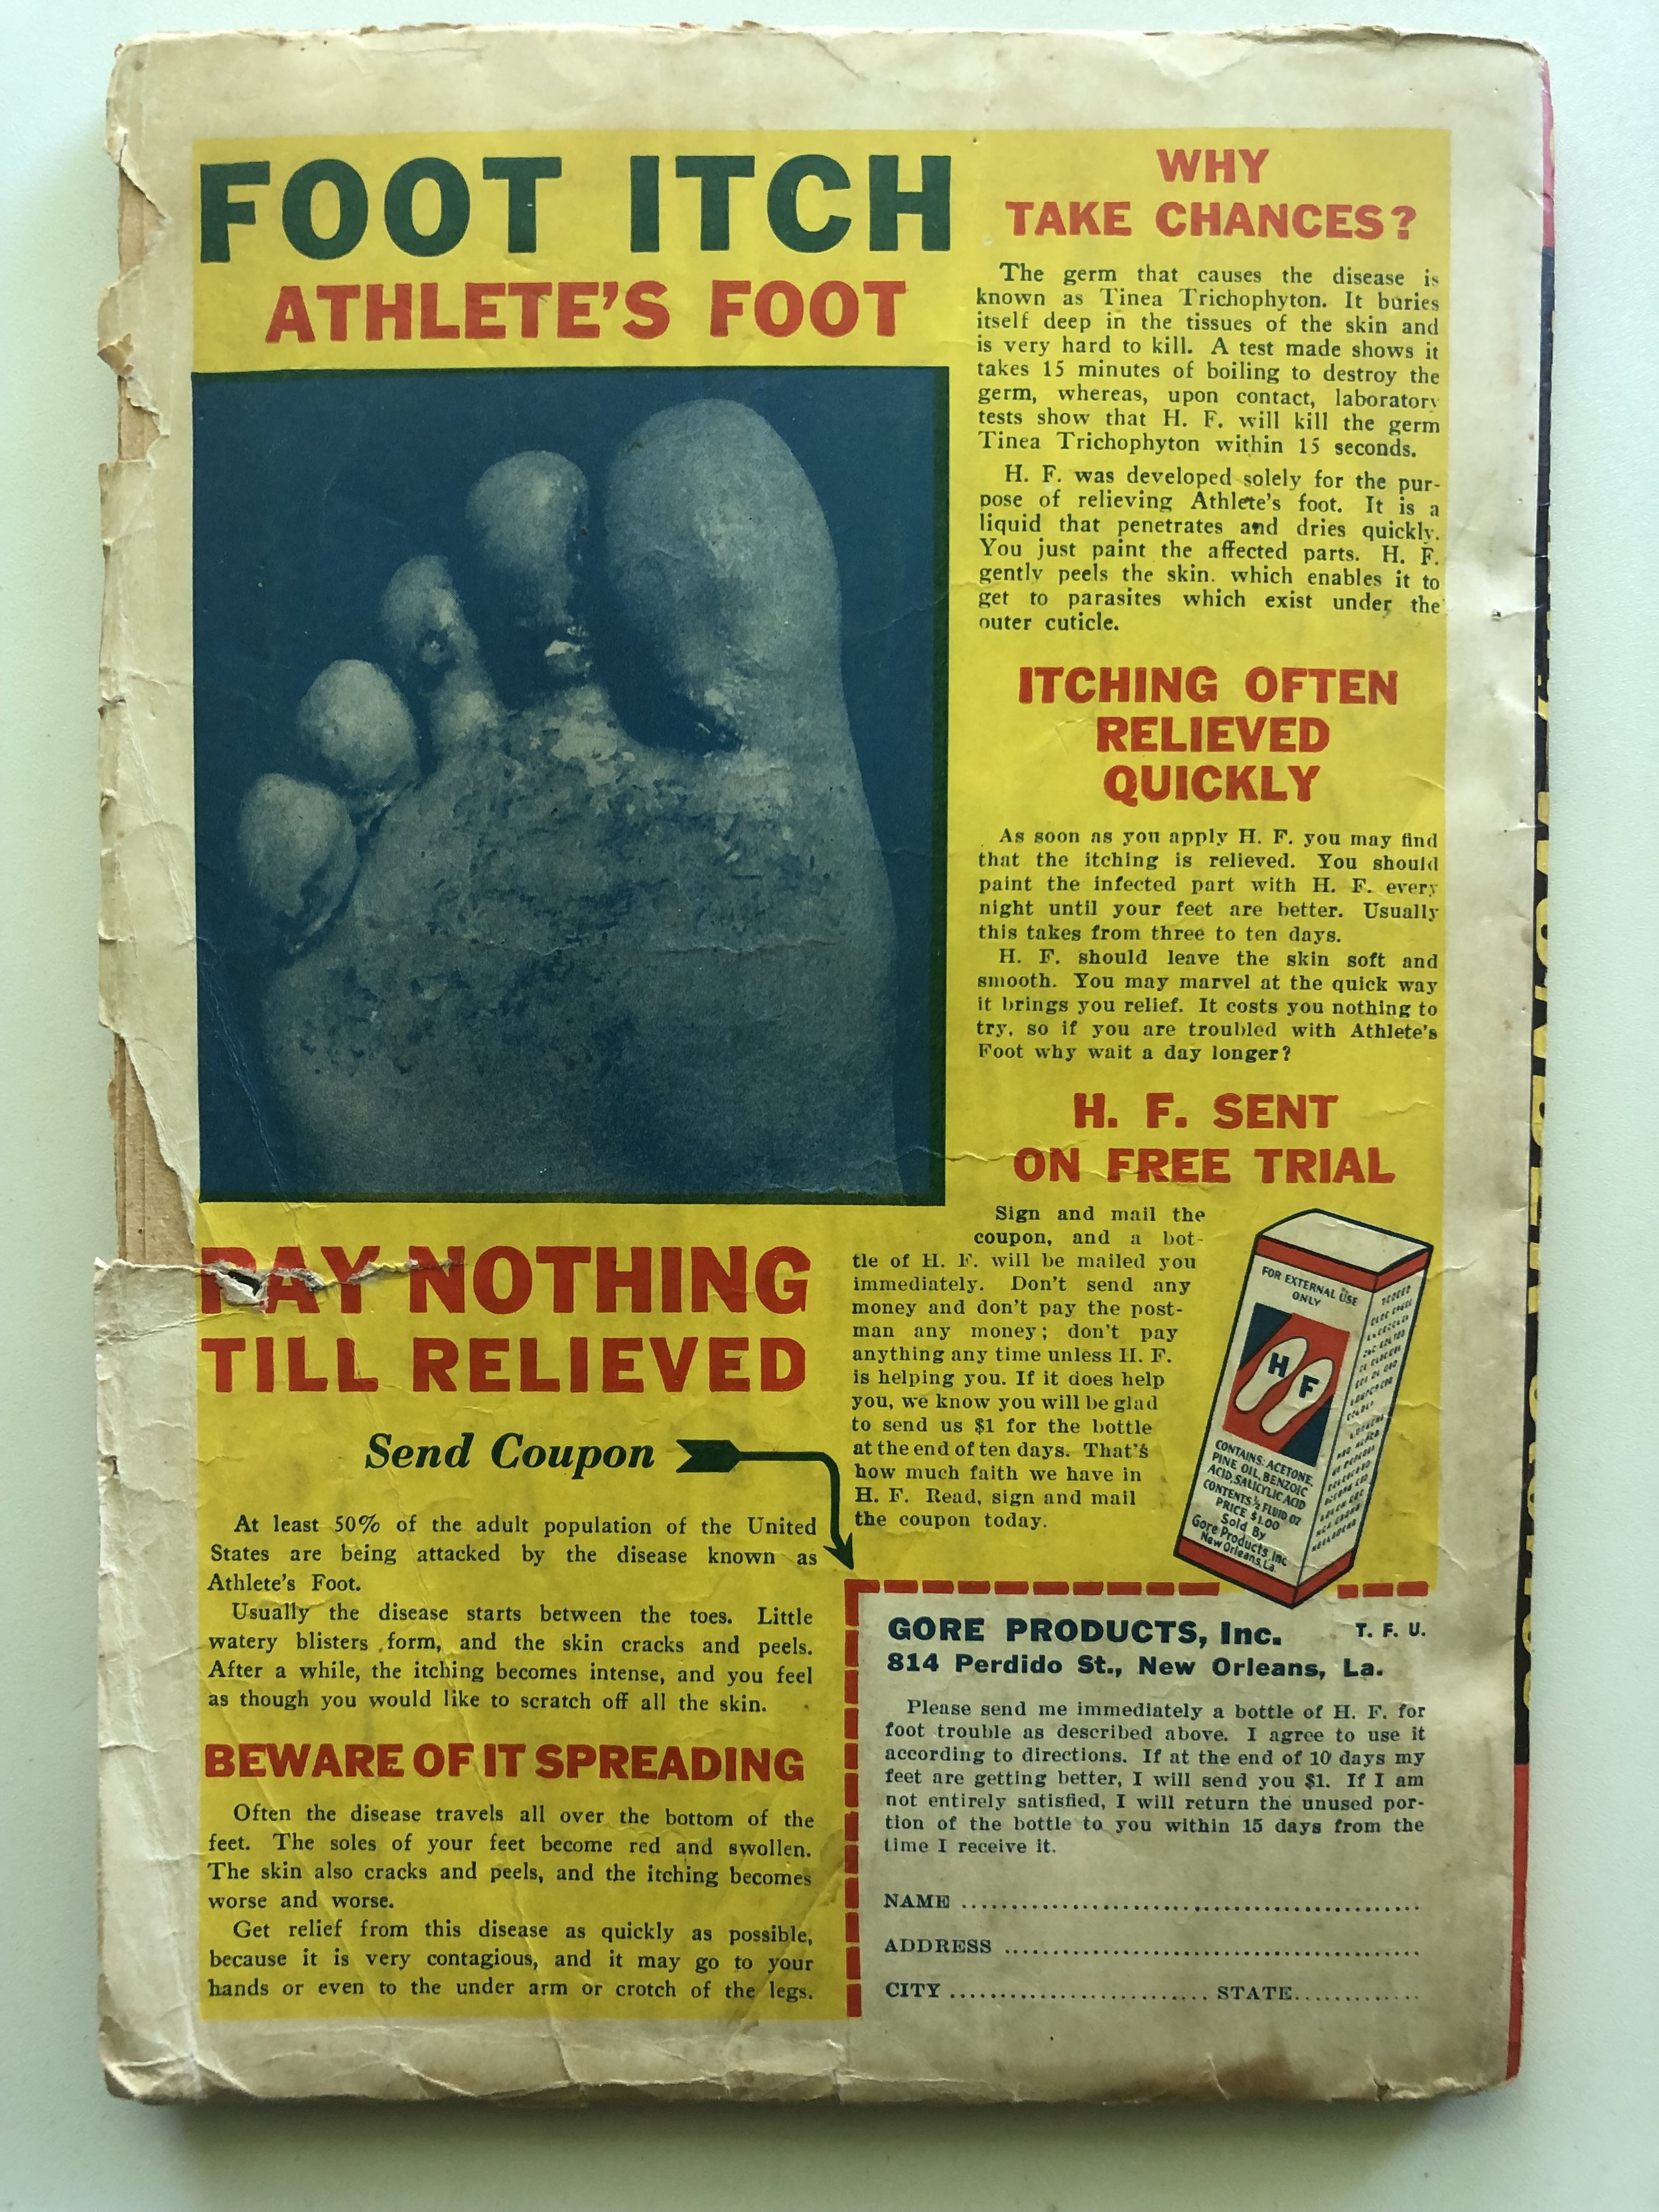 FOOT ITCH
ATHLETE'S FOOT
PAY NOTHING
TILL RELIEVED
Send Coupon
At least 50% of the adult population of the United
States are being attacked by the disease known as
Athlete's Foot.
Usually the disease starts between the toes. Little
watery blisters form, and the skin cracks and peels.
After a while, the itching becomes intense, and you feel
as though you would like to scratch off all the skin.
BEWARE OF IT SPREADING
Often the disease travels all over the bottom of the
feet. The soles of your feet become red and swollen.
The skin also cracks and peels, and the itching becomes
worse and worse.
Get relief from this disease as quickly as possible,
because it is very contagious, and it may go to your
hands or even to the under arm or crotch of the legs.
WHY
TAKE CHANCES?
The germ that causes the disease is
known as Tinea Trichophyton. It buries
itself deep in the tissues of the skin and
is very hard to kill. A test made shows it
takes 15 minutes of boiling to destroy the
germ, whereas, upon contact, laboratory
tests show that H. F. will kill the germ
Tinea Trichophyton within 15 seconds.
H. F. was developed solely for the pur-
pose of relieving Athlete's foot. It is a
liquid that penetrates and dries quickly.
You just paint the affected parts. H. F.
gently peels the skin. which enables it to
get to parasites which exist under the
outer cuticle.
ITCHING OFTEN
RELIEVED
QUICKLY
As soon as you apply H. F. you may find
that the itching is relieved. You should
paint the infected part with H. F. every
night until your feet are better. Usually
this takes from three to ten days.
H. F. should leave the skin soft and
smooth. You may marvel at the quick way
it brings you relief. It costs you nothing to
try, so if you are troubled with Athlete's
Foot why wait a day longer?
H. F. SENT
ON FREE TRIAL
Sign and mail the
coupon, and a bot-
tle of H. F. will be mailed you
immediately. Don't send any
money and don't pay the post-
man any money; don't pay
anything any time unless H. F.
is helping you. If it does help
you, we know you will be glad
to send us $1 for the bottle
at the end of ten days. That's
how much faith we have in
H. F. Read, sign and mail
the coupon today.
FOR EXTERNAL USE
ONLY
H F
CONTAINS: ACETONE,
PINE OIL, BENZOIC
ACID, SALICYLIC ACID
CONTENTS ½ FLUID OZ
PRICE $1.00
Sold By
Gore Products, Inc
New Orleans, La.
GORE PRODUCTS, Inc. T. F. U.
814 Perdido St., New Orleans, La.
Please send me immediately a bottle of H. F. for
foot trouble as described above. I agree to use it
according to directions. If at the end of 10 days my
feet are getting better, I will send you $1. If I am
not entirely satisfied, I will return the unused por-
tion of the bottle to you within 15 days from the
time I receive it.
NAME
ADDRESS
CITY STATE